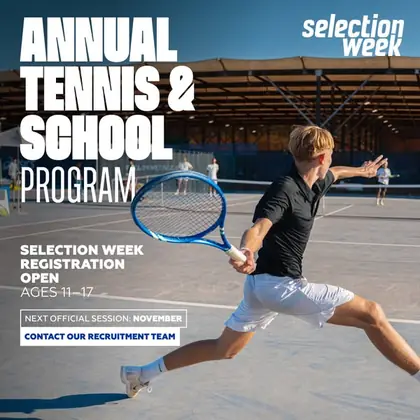 selection
week
ANNUAL
TENNIS &
SCHOOL
PROGRAM
SELECTION WEEK
REGISTRATION
OPEN
AGES 11–17
NEXT OFFICIAL SESSION: NOVEMBER
CONTACT OUR RECRUITMENT TEAM